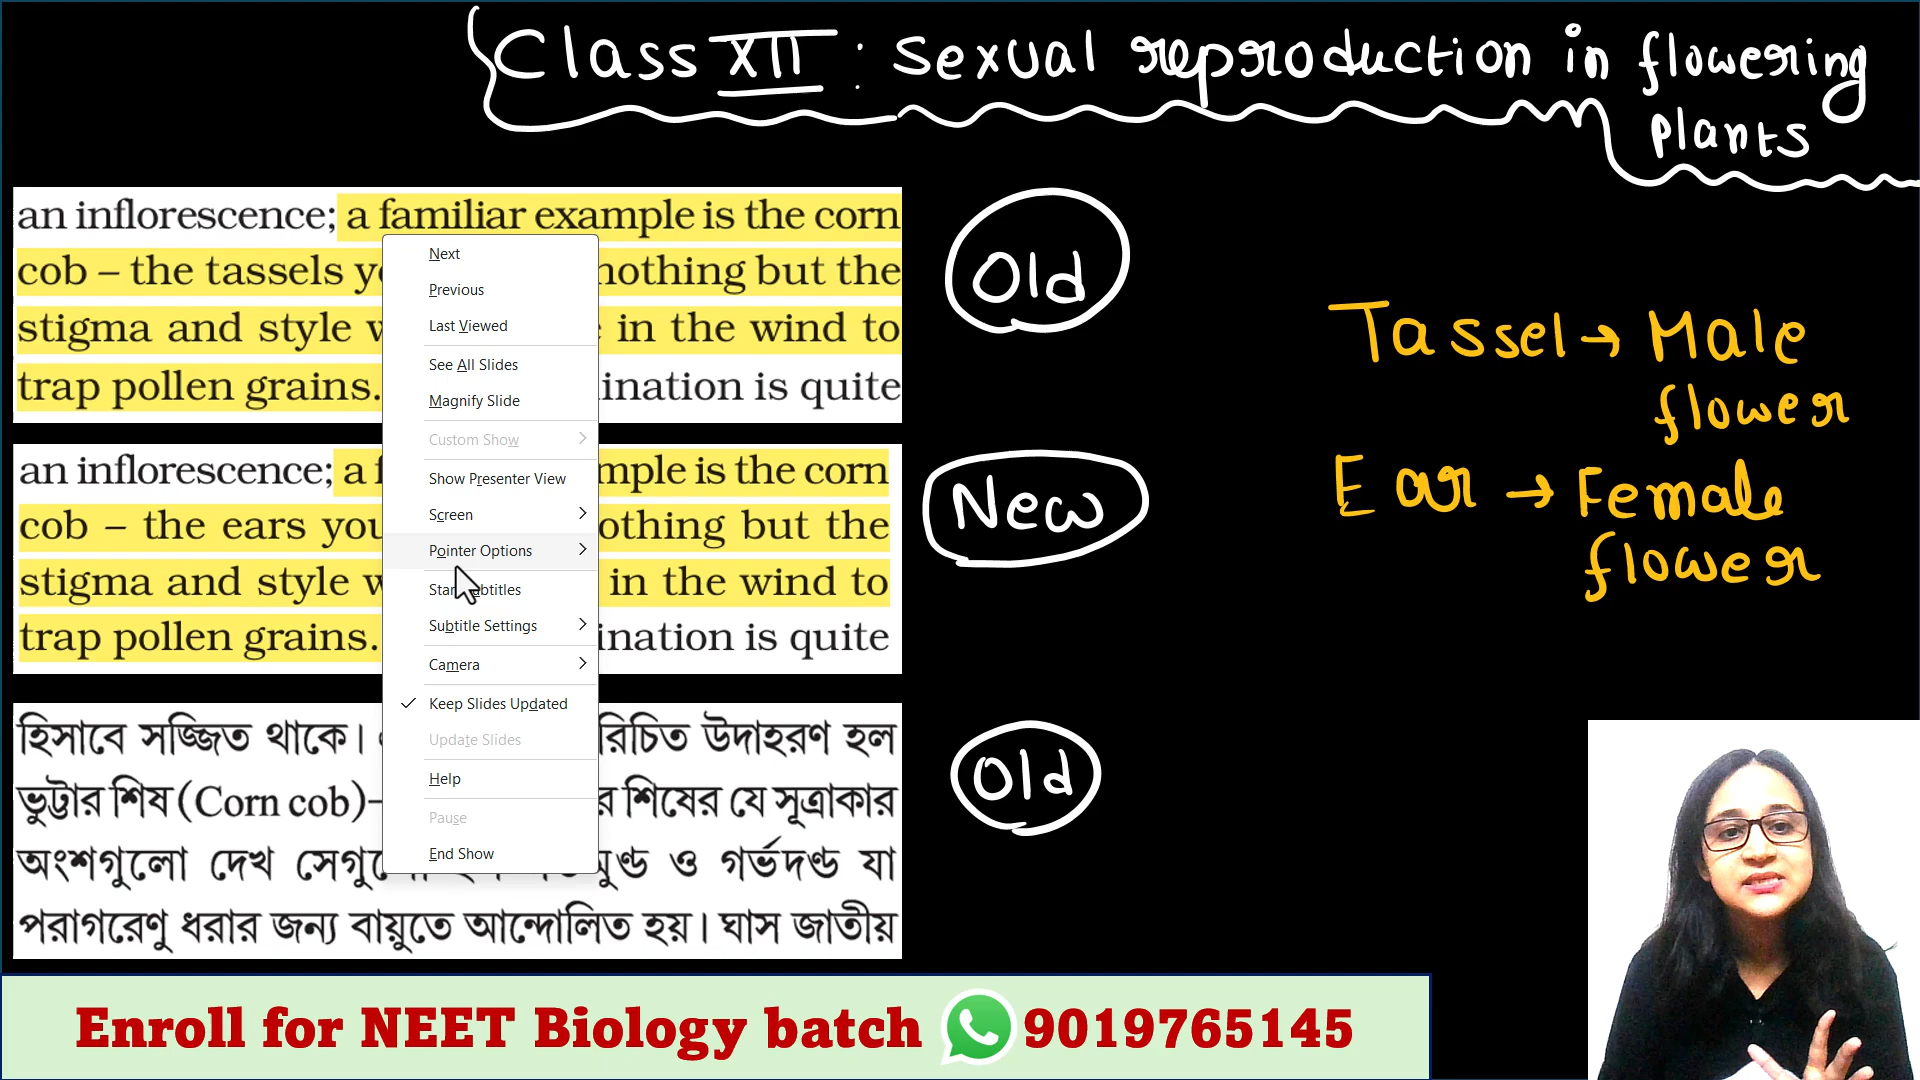 Class XII : Sexual reproduction in flowering
plants
an inflorescence; a familiar example is the corn
cob – the tassels nothing but the
stigma and style in the wind to
trap pollen grains. ination is quite
Old
Tassel → Male
flower
an inflorescence; a mple is the corn
cob – the ears you othing but the
stigma and style in the wind to
trap pollen grains. ination is quite
New
Ear → Female
flower
হিসাবে সজ্জিত থাকে। রিচিত উদাহরণ হল
ভুট্টার শিষ (Corn cob)– র শিষের যে সূত্রাকার
অংশগুলো দেখ ও গর্ভদণ্ড যা
পরাগরেণু ধরার জন্য বায়ুতে আন্দোলিত হয়। ঘাস জাতীয়
Old
Next
Previous
Last Viewed
See All Slides
Magnify Slide
Custom Show
Show Presenter View
Screen
Pointer Options
Subtitle Settings
Camera
Keep Slides Updated
Update Slides
Help
Pause
End Show
Enroll for NEET Biology batch 9019765145